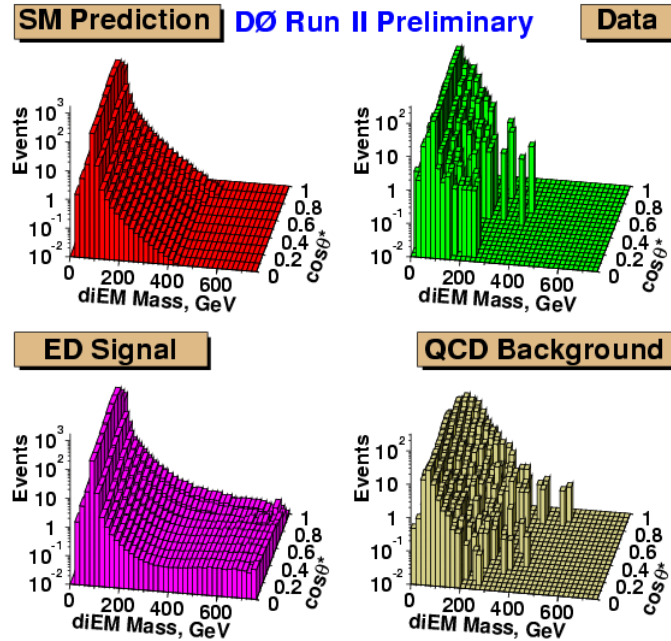 SM Prediction DØ Run II Preliminary Data
Events
10³
10²
10
1
10⁻¹
10⁻²
0 200 400 600
diEM Mass, GeV
0 0.2 0.4 0.6 0.8 1
cosθ*
Events
10²
10
1
10⁻¹
10⁻²
0 200 400 600
diEM Mass, GeV
0 0.2 0.4 0.6 0.8 1
cosθ*
ED Signal QCD Background
Events
10³
10²
10
1
10⁻¹
10⁻²
0 200 400 600
diEM Mass, GeV
0 0.2 0.4 0.6 0.8 1
cosθ*
Events
10²
10
1
10⁻¹
10⁻²
0 200 400 600
diEM Mass, GeV
0 0.2 0.4 0.6 0.8 1
cosθ*